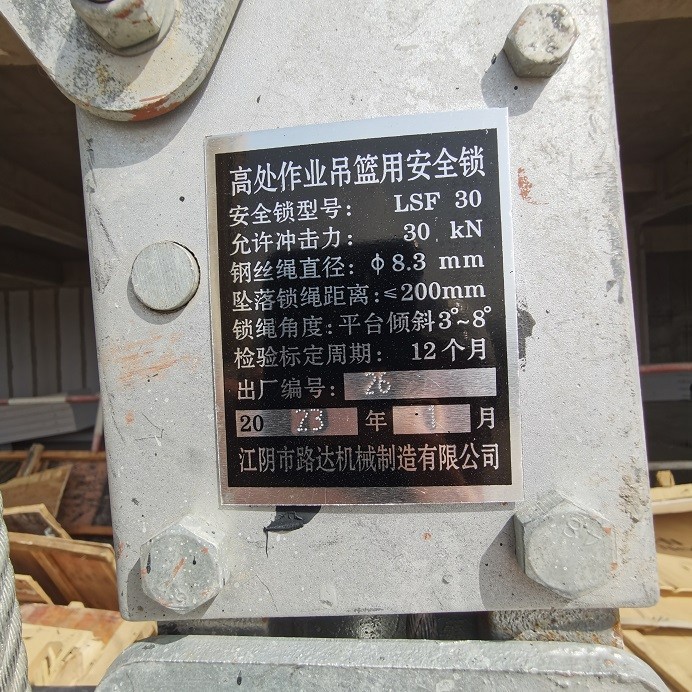 高处作业吊篮用安全锁
安全锁型号: LSF 30
允许冲击力: 30 kN
钢丝绳直径: φ8.3 mm
坠落锁绳距离:≤200mm
锁绳角度:平台倾斜3°~8°
检验标定周期: 12个月
出厂编号: 26
2023年1月
江阴市路达机械制造有限公司